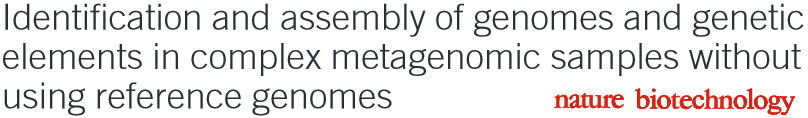 Identification and assembly of genomes and genetic
elements in complex metagenomic samples without
using reference genomes
nature biotechnology